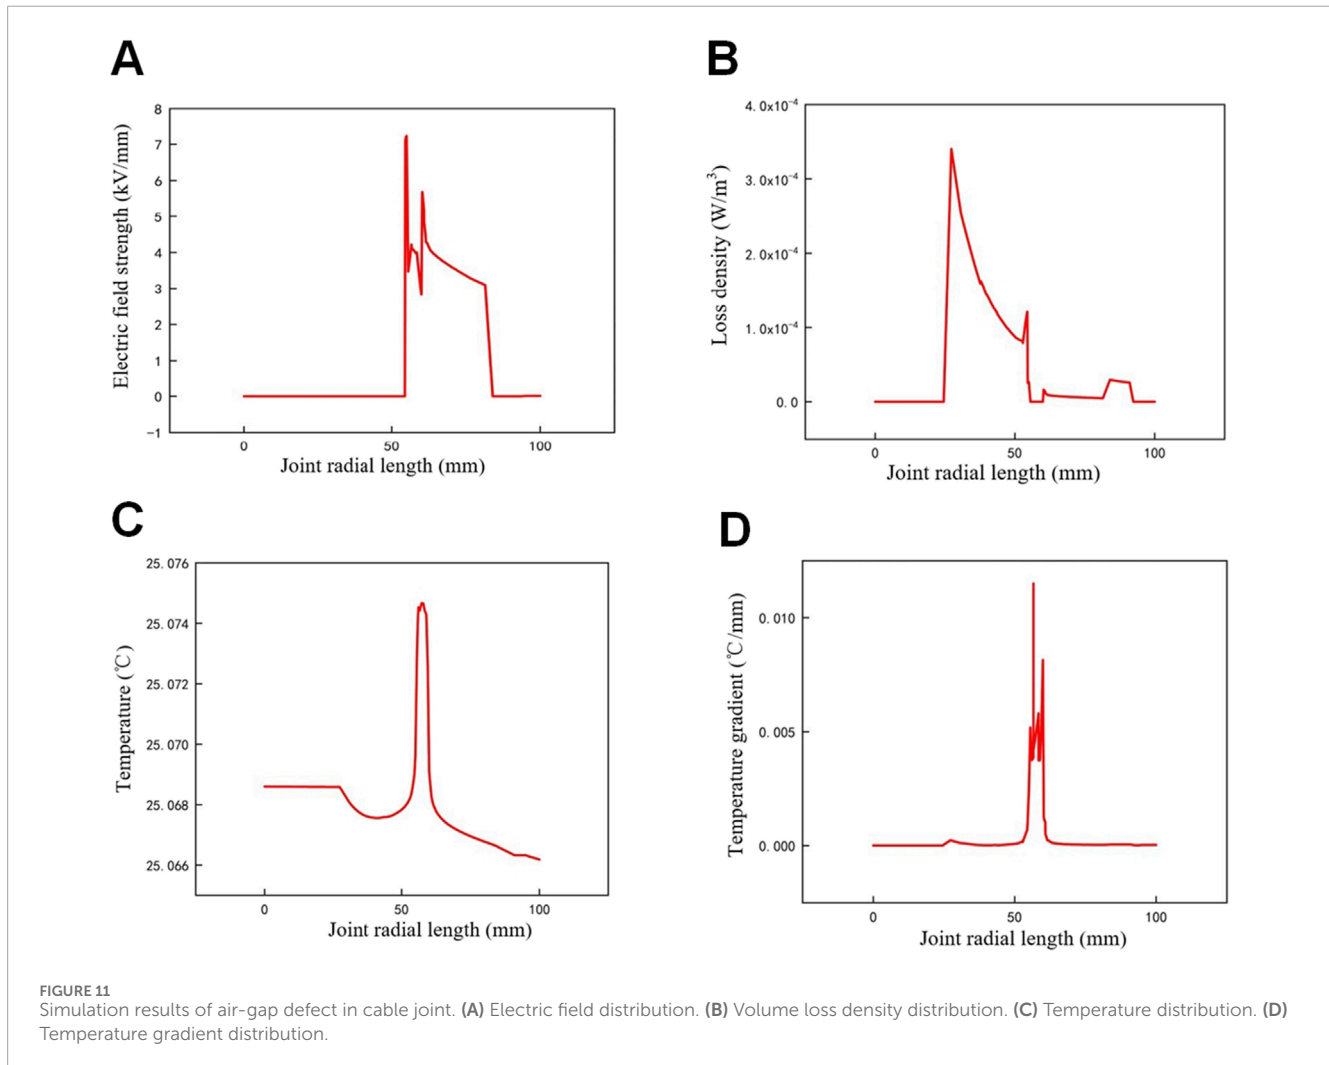 A
8
7
6
5
4
3
2
1
0
−1
Electric field strength (kV/mm)
0
50
100
Joint radial length (mm)
B
4.0x10⁻⁴
3.0x10⁻⁴
2.0x10⁻⁴
1.0x10⁻⁴
0.0
Loss density (W/m³)
0
50
100
Joint radial length (mm)
C
25.076
25.074
25.072
25.070
25.068
25.066
Temperature (℃)
0
50
100
Joint radial length (mm)
D
0.010
0.005
0.000
Temperature gradient (℃/mm)
0
50
100
Joint radial length (mm)
FIGURE 11
Simulation results of air-gap defect in cable joint. (A) Electric field distribution. (B) Volume loss density distribution. (C) Temperature distribution. (D)
Temperature gradient distribution.